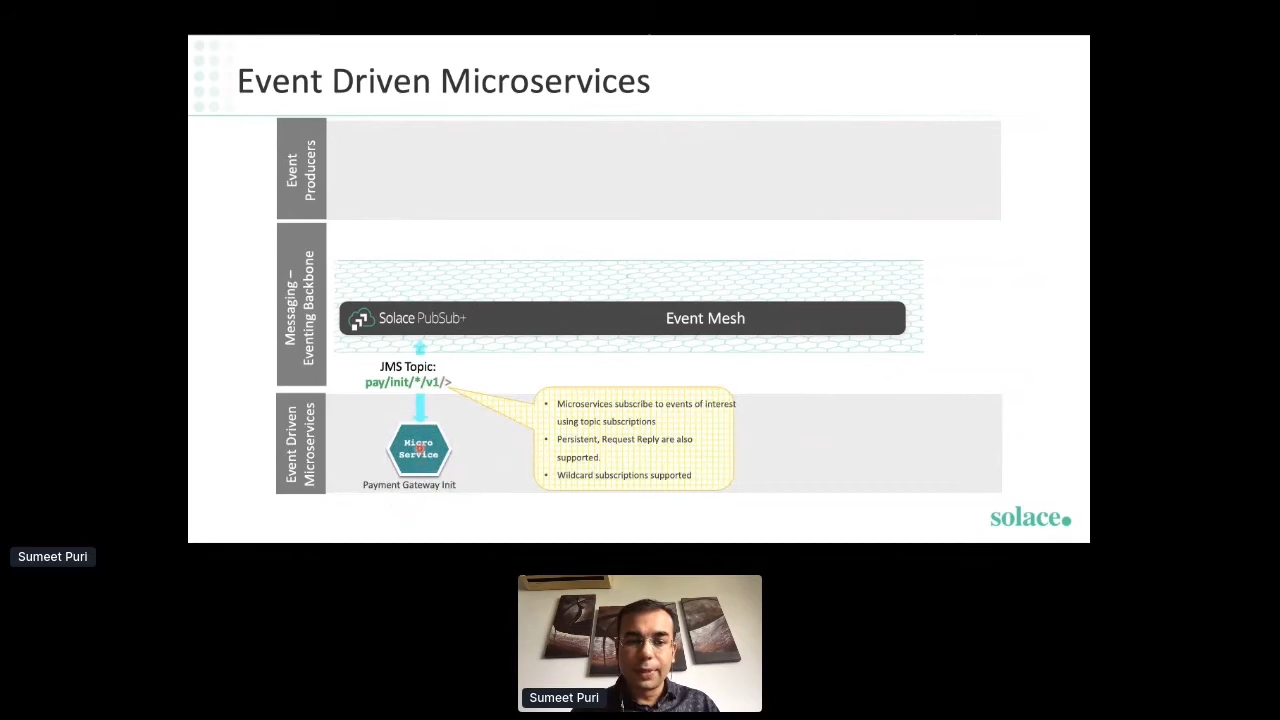 Event Driven Microservices
Event
Producers
Messaging –
Eventing Backbone
Solace PubSub+
Event Mesh
JMS Topic:
pay/init/*/v1/>
• Microservices subscribe to events of interest
using topic subscriptions
• Persistent, Request Reply are also
supported.
• Wildcard subscriptions supported
Event Driven
Microservices
Micro
Service
Payment Gateway Init
solace.
Sumeet Puri
Sumeet Puri